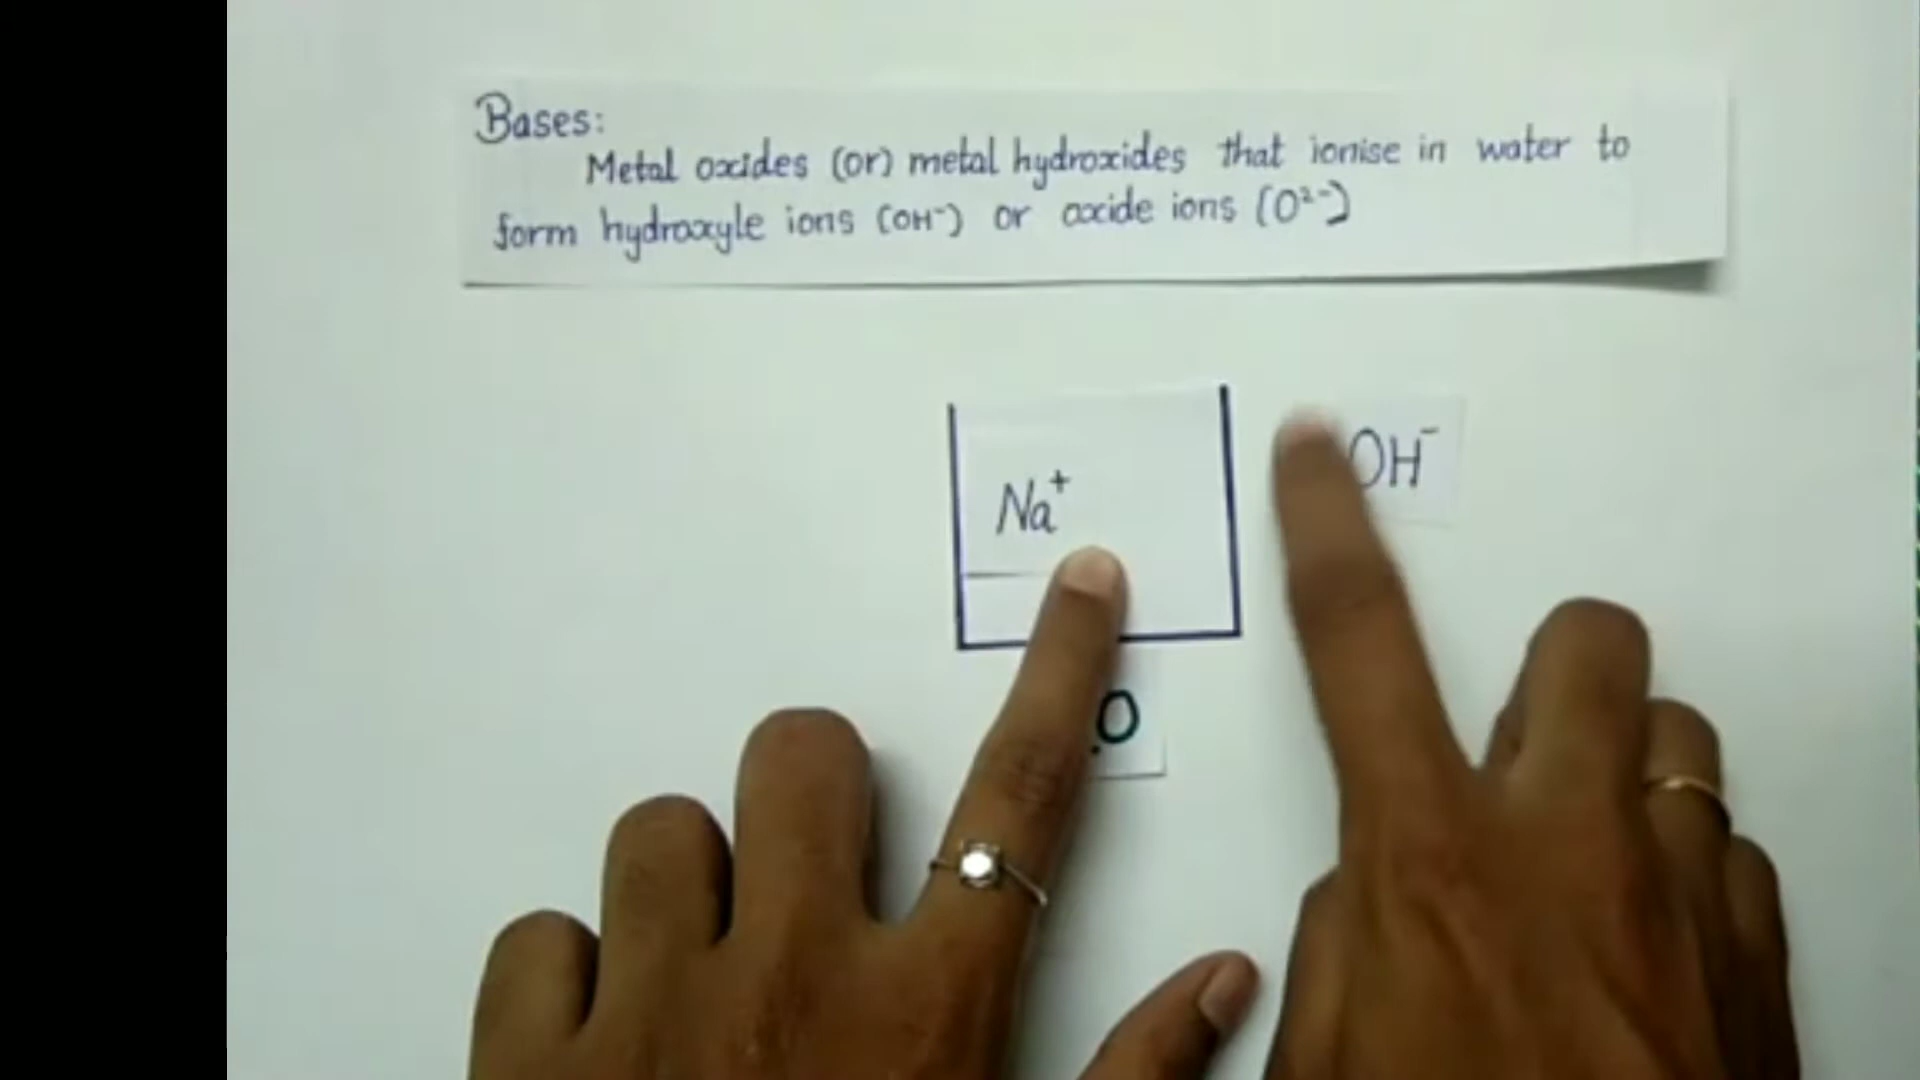 Bases:
Metal oxides (or) metal hydroxides that ionise in water to
form hydroxyle ions (OH⁻) or oxide ions (O²⁻)
Na⁺
OH⁻
O